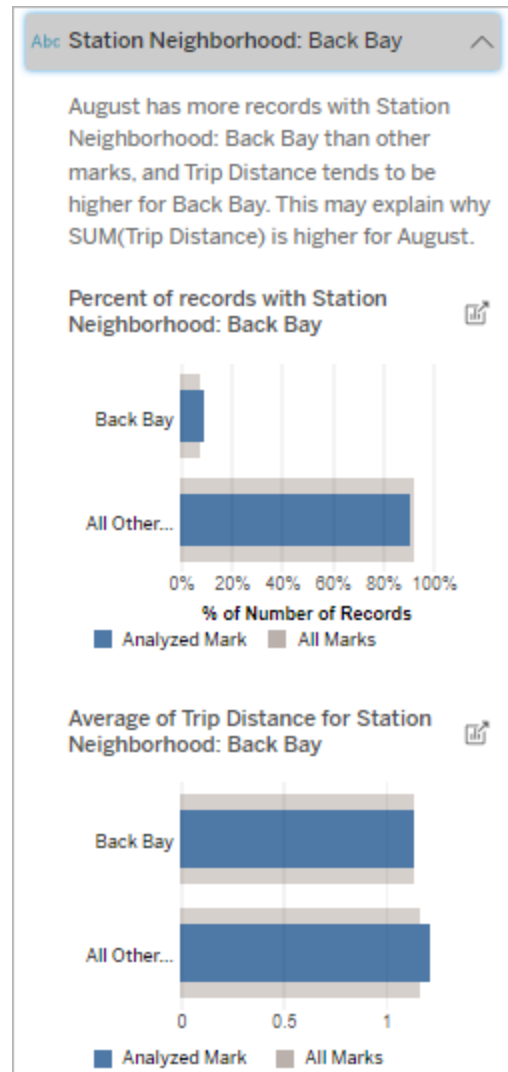 Abc Station Neighborhood: Back Bay
August has more records with Station
Neighborhood: Back Bay than other
marks, and Trip Distance tends to be
higher for Back Bay. This may explain why
SUM(Trip Distance) is higher for August.
Percent of records with Station
Neighborhood: Back Bay
Back Bay
All Other...
0% 20% 40% 60% 80% 100%
% of Number of Records
Analyzed Mark All Marks
Average of Trip Distance for Station
Neighborhood: Back Bay
Back Bay
All Other...
0 0.5 1
Analyzed Mark All Marks